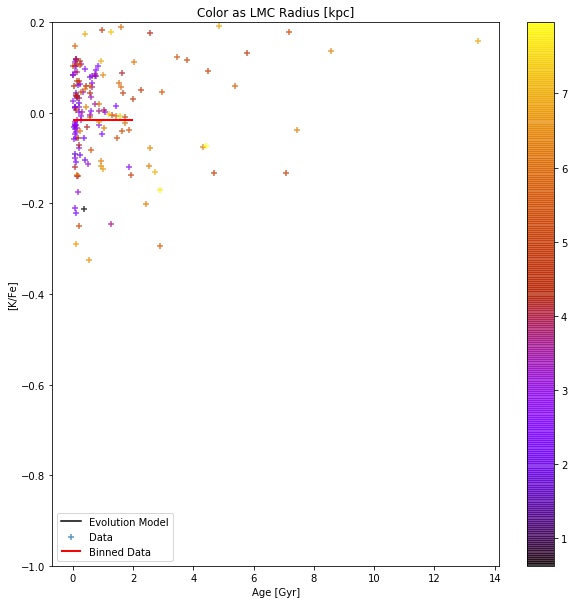 Color as LMC Radius [kpc]
0.2
0.0
−0.2
−0.4
−0.6
−0.8
−1.0
[K/Fe]
Evolution Model
Data
Binned Data
0 2 4 6 8 10 12 14
Age [Gyr]
7
6
5
4
3
2
1